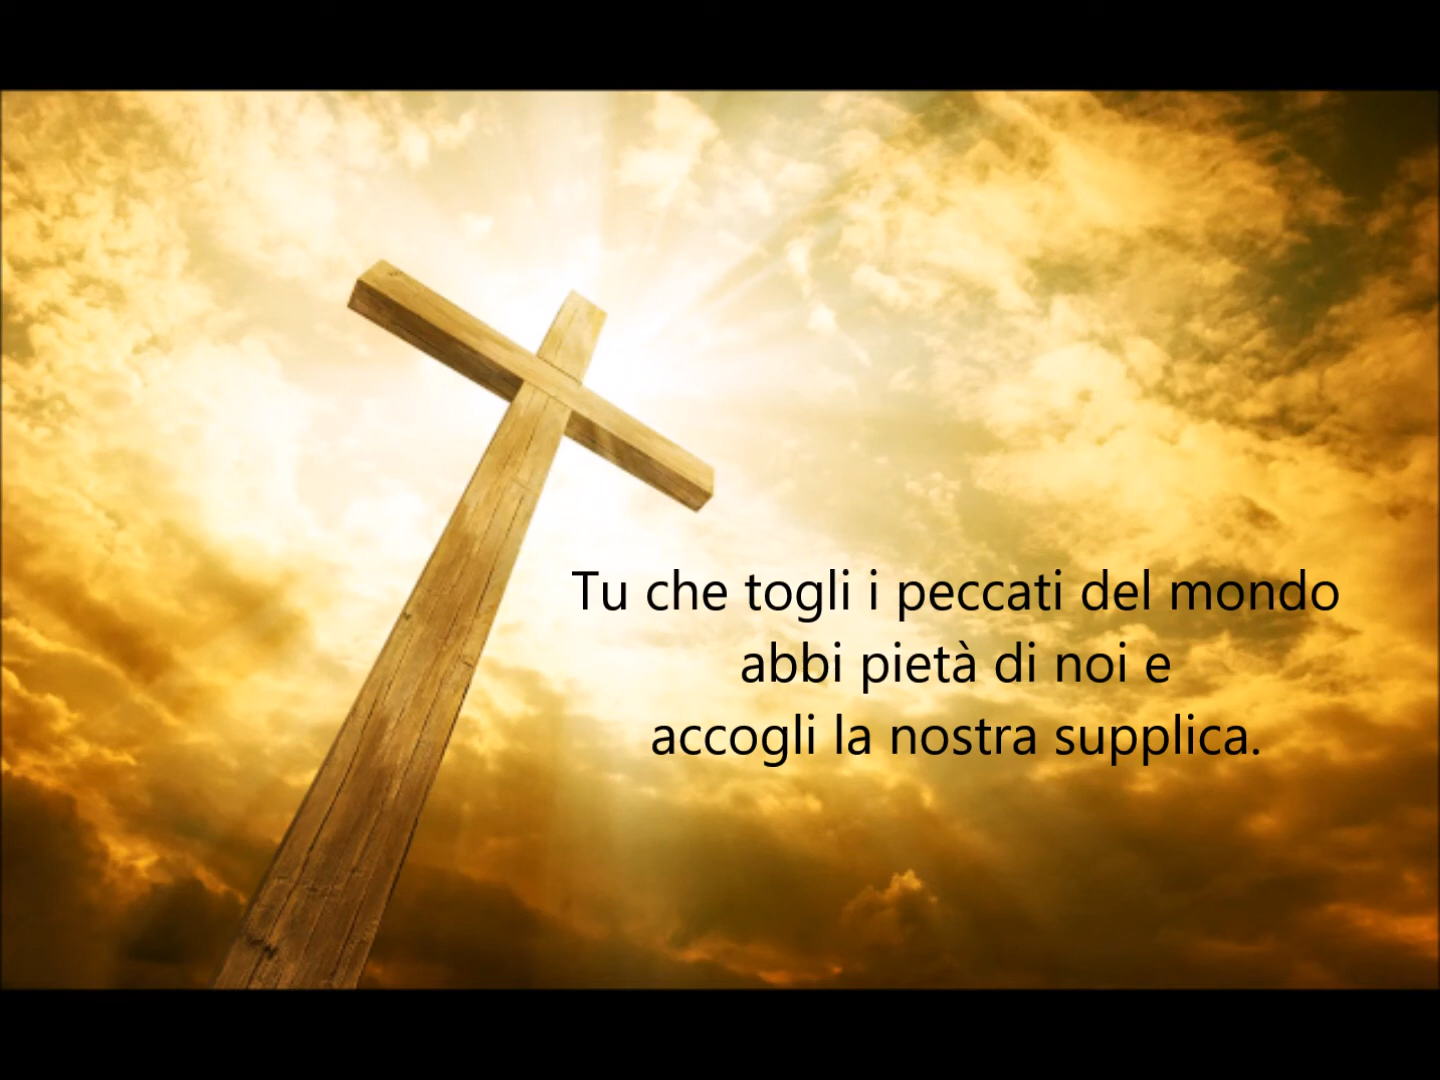 Tu che togli i peccati del mondo
abbi pietà di noi e
accogli la nostra supplica.